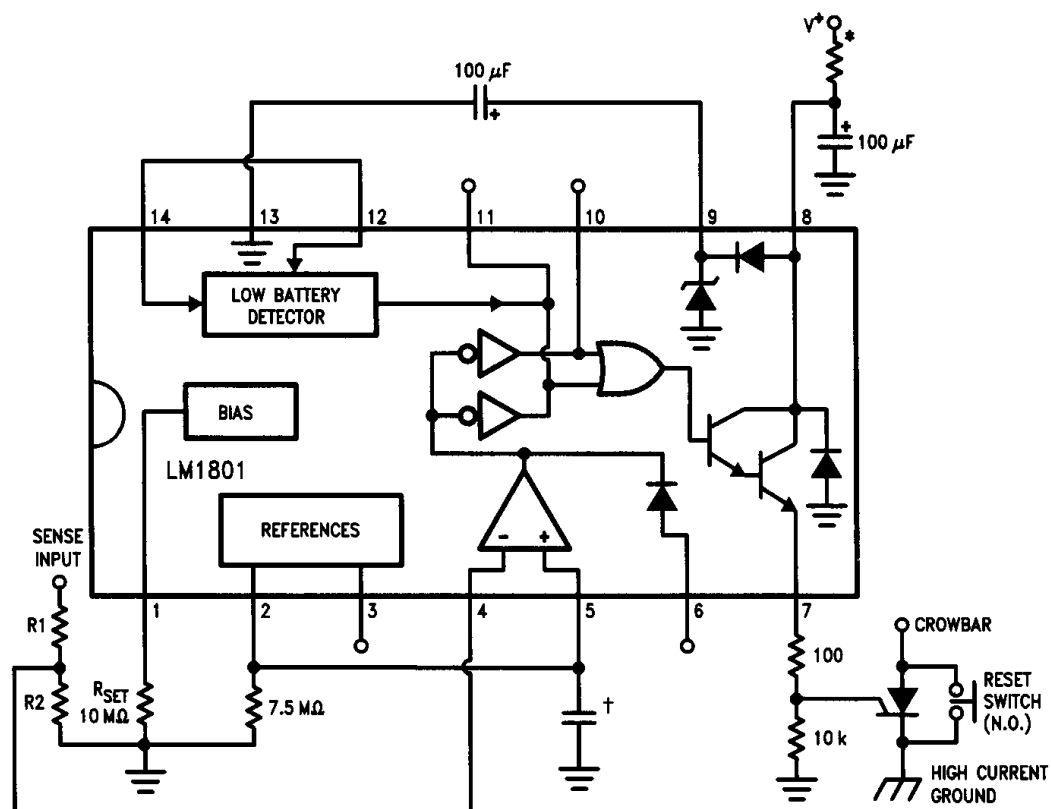 V+
*
100 μF
+
+
100 μF
14
13
12
11
10
9
8
LOW BATTERY
DETECTOR
BIAS
LM1801
REFERENCES
-
+
SENSE
INPUT
1
2
3
4
5
6
7
R1
R2
RSET
10 MΩ
7.5 MΩ
†
100
10 k
CROWBAR
RESET
SWITCH
(N.O.)
HIGH CURRENT
GROUND